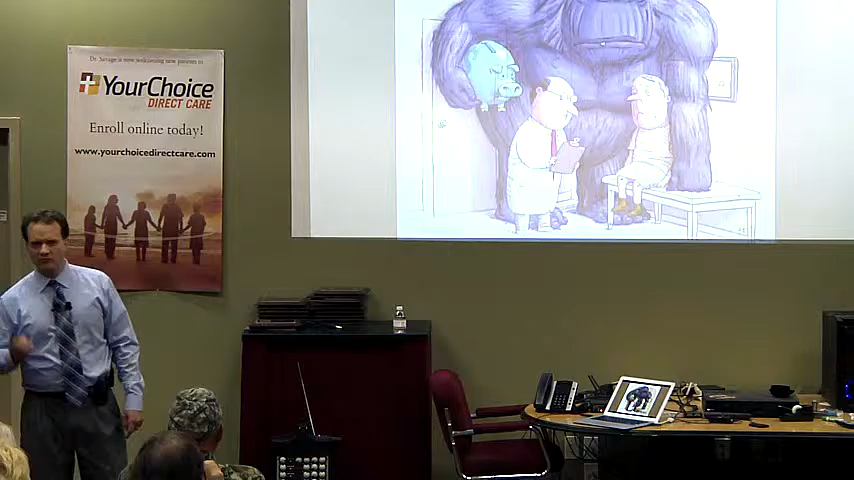 Dr. Savage is now welcoming new patients to
YourChoice
DIRECT CARE
Enroll online today!
www.yourchoicedirectcare.com